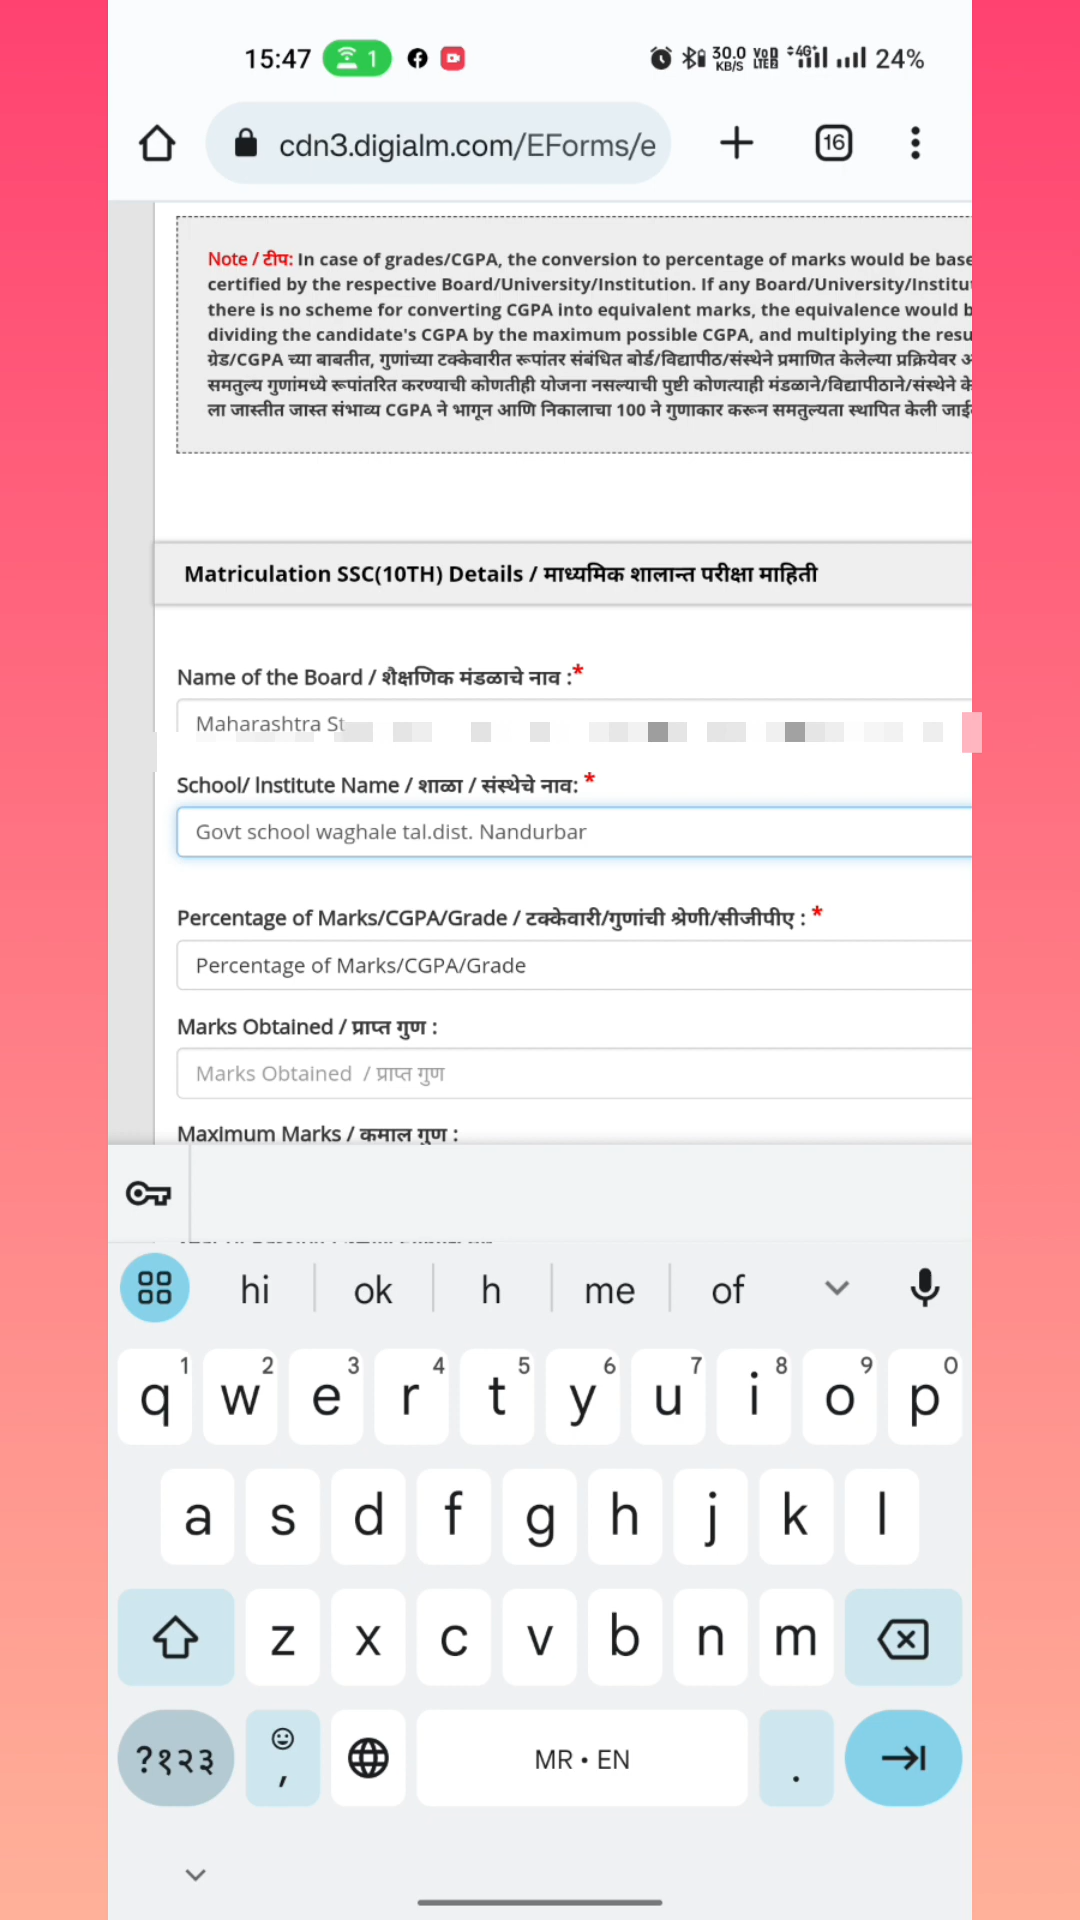 15:47 1 30.0 KB/S VoD LTEB 4G+ 24%
cdn3.digialm.com/EForms/e 16
Note / टीप: In case of grades/CGPA, the conversion to percentage of marks would be base
certified by the respective Board/University/Institution. If any Board/University/Institu
there is no scheme for converting CGPA into equivalent marks, the equivalence would b
dividing the candidate's CGPA by the maximum possible CGPA, and multiplying the resu
ग्रेड/CGPA च्या बाबतीत, गुणांच्या टक्केवारीत रूपांतर संबंधित बोर्ड/विद्यापीठ/संस्थेने प्रमाणित केलेल्या प्रक्रियेवर अ
समतुल्य गुणांमध्ये रूपांतरित करण्याची कोणतीही योजना नसल्याची पुष्टी कोणत्याही मंडळाने/विद्यापीठाने/संस्थेने के
ला जास्तीत जास्त संभाव्य CGPA ने भागून आणि निकालाचा 100 ने गुणाकार करून समतुल्यता स्थापित केली जाई
Matriculation SSC(10TH) Details / माध्यमिक शालान्त परीक्षा माहिती
Name of the Board / शैक्षणिक मंडळाचे नाव :*
Maharashtra St
School/ Institute Name / शाळा / संस्थेचे नाव: *
Govt school waghale tal.dist. Nandurbar
Percentage of Marks/CGPA/Grade / टक्केवारी/गुणांची श्रेणी/सीजीपीए : *
Percentage of Marks/CGPA/Grade
Marks Obtained / प्राप्त गुण :
Marks Obtained / प्राप्त गुण
Maximum Marks / कमाल गुण :
hi ok h me of
q 1 w 2 e 3 r 4 t 5 y 6 u 7 i 8 o 9 p 0
a s d f g h j k l
z x c v b n m
?१२३ , MR • EN .